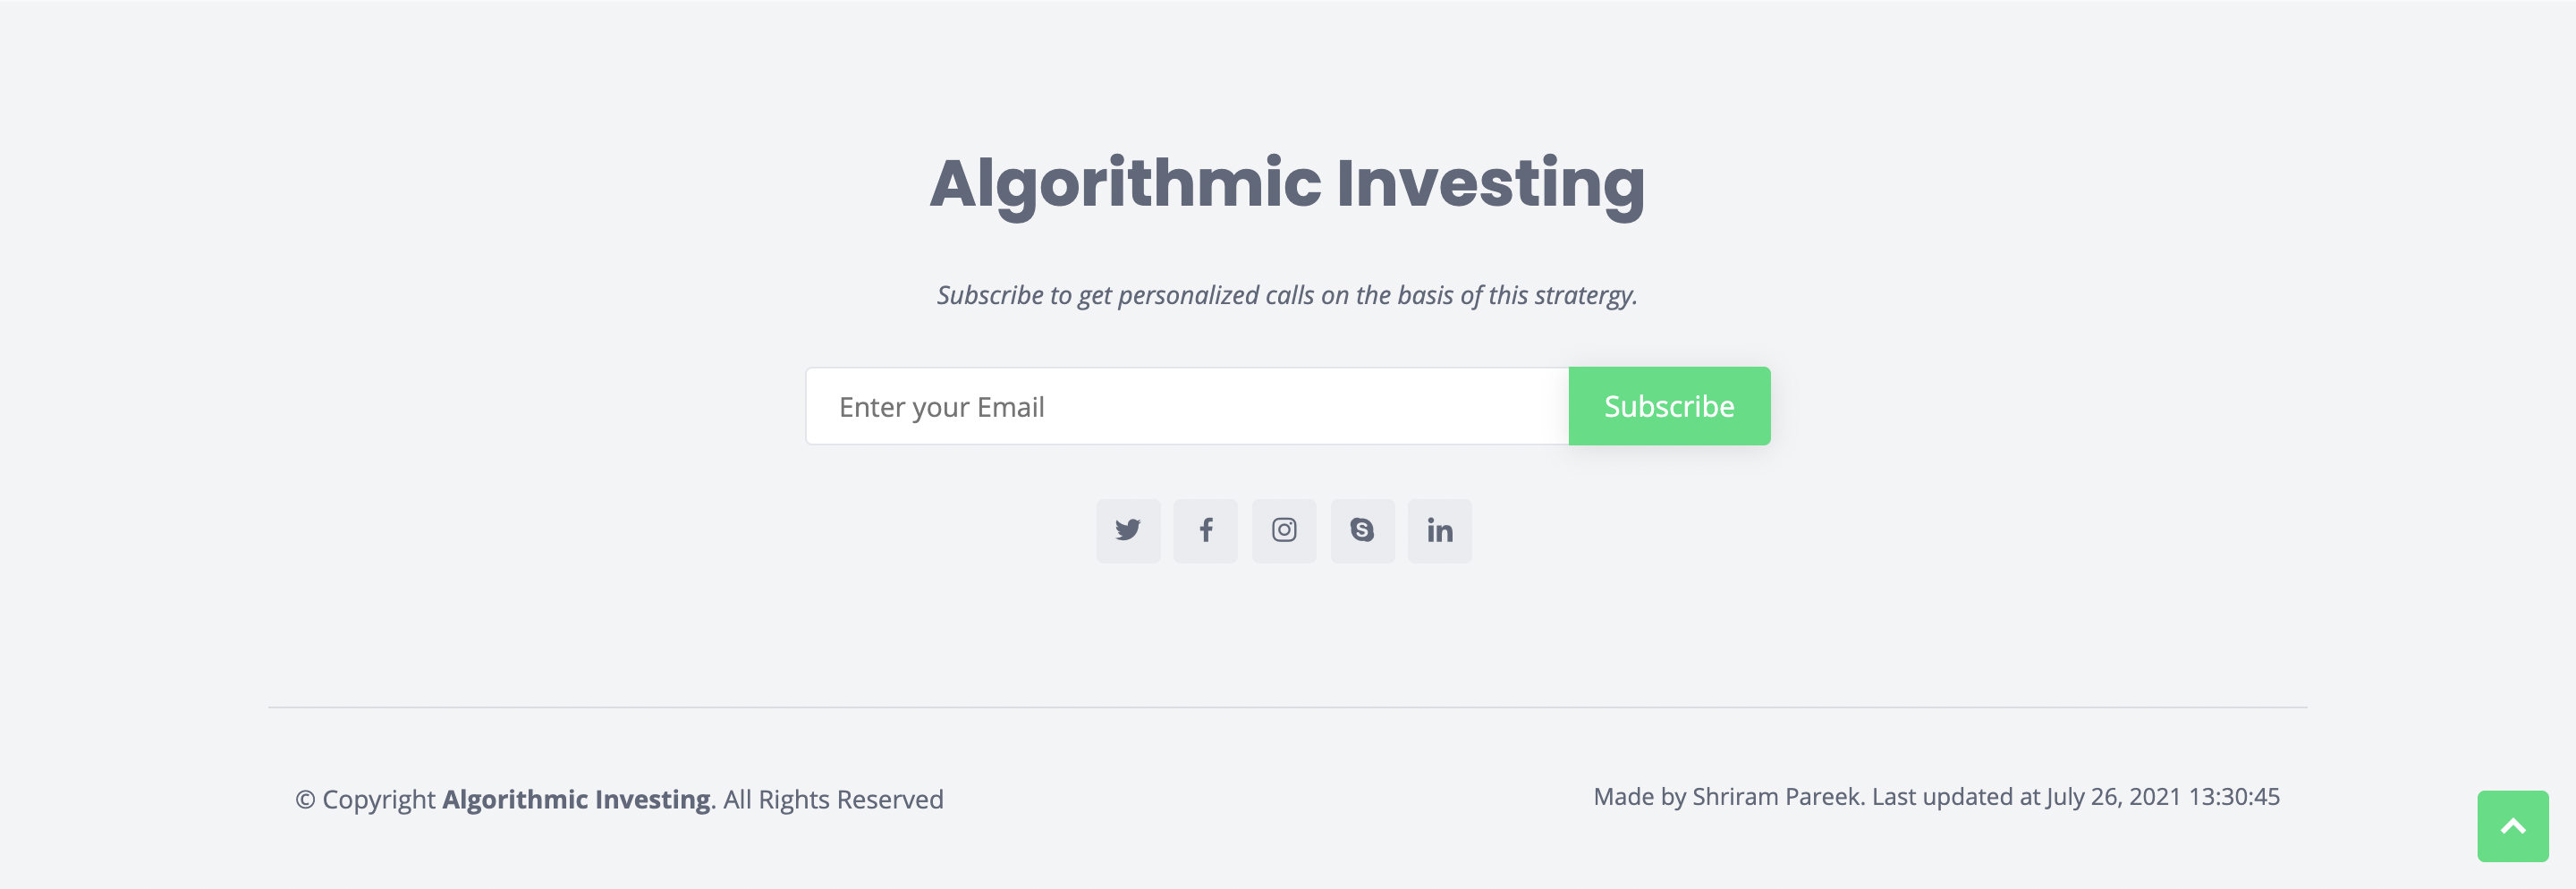 Algorithmic Investing
Subscribe to get personalized calls on the basis of this stratergy.
Enter your Email
Subscribe
© Copyright Algorithmic Investing. All Rights Reserved
Made by Shriram Pareek. Last updated at July 26, 2021 13:30:45